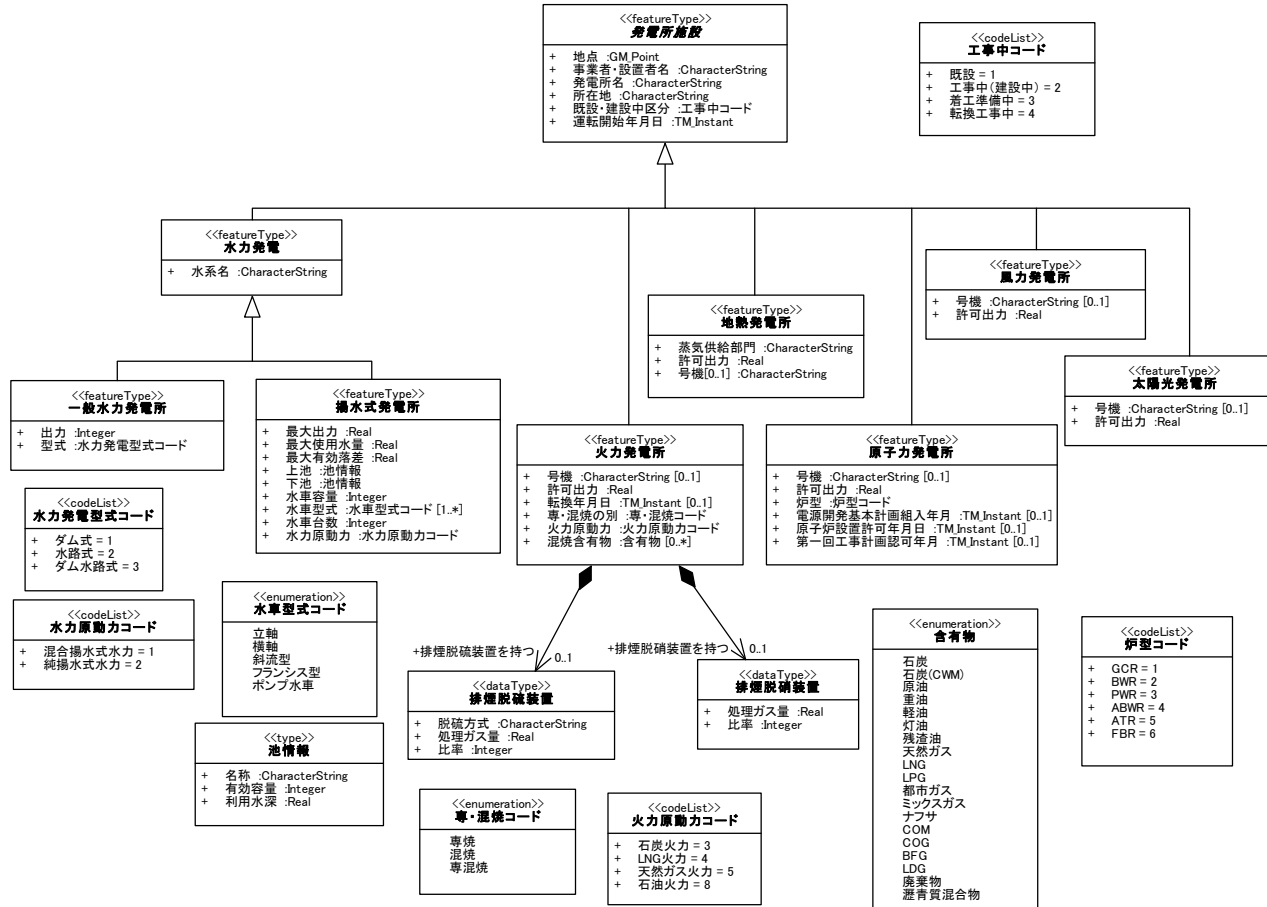 <<featureType>>
発電所施設
+ 地点 :GM_Point
+ 事業者・設置者名 :CharacterString
+ 発電所名 :CharacterString
+ 所在地 :CharacterString
+ 既設・建設中区分 :工事中コード
+ 運転開始年月日 :TM_Instant
<<codeList>>
工事中コード
+ 既設 = 1
+ 工事中(建設中) = 2
+ 着工準備中 = 3
+ 転換工事中 = 4
<<featureType>>
水力発電
+ 水系名 :CharacterString
<<featureType>>
風力発電所
+ 号機 :CharacterString [0..1]
+ 許可出力 :Real
<<featureType>>
地熱発電所
+ 蒸気供給部門 :CharacterString
+ 許可出力 :Real
+ 号機[0..1] :CharacterString
<<featureType>>
太陽光発電所
+ 号機 :CharacterString [0..1]
+ 許可出力 :Real
<<featureType>>
一般水力発電所
+ 出力 :Integer
+ 型式 :水力発電型式コード
<<featureType>>
揚水式発電所
+ 最大出力 :Real
+ 最大使用水量 :Real
+ 最大有効落差 :Real
+ 上池 :池情報
+ 下池 :池情報
+ 水車容量 :Integer
+ 水車型式 :水車型式コード [1..*]
+ 水車台数 :Integer
+ 水力原動力 :水力原動力コード
<<featureType>>
火力発電所
+ 号機 :CharacterString [0..1]
+ 許可出力 :Real
+ 転換年月日 :TM_Instant [0..1]
+ 専・混焼の別 :専・混焼コード
+ 火力原動力 :火力原動力コード
+ 混焼含有物 :含有物 [0..*]
<<featureType>>
原子力発電所
+ 号機 :CharacterString [0..1]
+ 許可出力 :Real
+ 炉型 :炉型コード
+ 電源開発基本計画組入年月 :TM_Instant [0..1]
+ 原子炉設置許可年月日 :TM_Instant [0..1]
+ 第一回工事計画認可年月 :TM_Instant [0..1]
<<codeList>>
水力発電型式コード
+ ダム式 = 1
+ 水路式 = 2
+ ダム水路式 = 3
<<codeList>>
水力原動力コード
+ 混合揚水式水力 = 1
+ 純揚水式水力 = 2
<<enumeration>>
水車型式コード
立軸
横軸
斜流型
フランシス型
ポンプ水車
<<type>>
池情報
+ 名称 :CharacterString
+ 有効容量 :Integer
+ 利用水深 :Real
+排煙脱硫装置を持つ
0..1
+排煙脱硝装置を持つ
0..1
<<dataType>>
排煙脱硫装置
+ 脱硫方式 :CharacterString
+ 処理ガス量 :Real
+ 比率 :Integer
<<dataType>>
排煙脱硝装置
+ 処理ガス量 :Real
+ 比率 :Integer
<<enumeration>>
専・混焼コード
専焼
混焼
専混焼
<<codeList>>
火力原動力コード
+ 石炭火力 = 3
+ LNG火力 = 4
+ 天然ガス火力 = 5
+ 石油火力 = 8
<<enumeration>>
含有物
石炭
石炭(CWM)
原油
重油
軽油
灯油
残渣油
天然ガス
LNG
LPG
都市ガス
ミックスガス
ナフサ
COM
COG
BFG
LDG
廃棄物
瀝青質混合物
<<codeList>>
炉型コード
+ GCR = 1
+ BWR = 2
+ PWR = 3
+ ABWR = 4
+ ATR = 5
+ FBR = 6